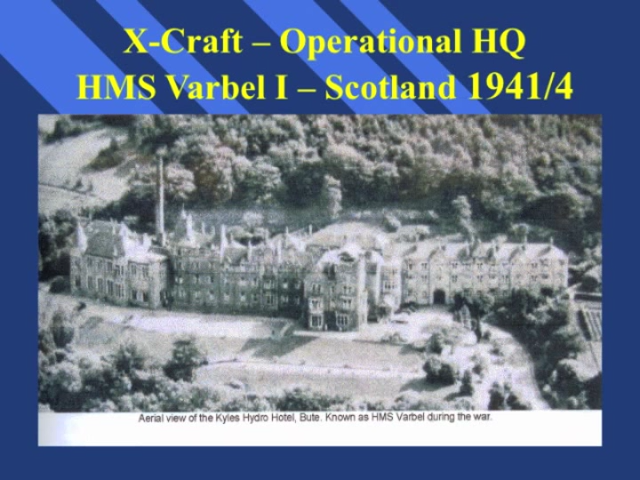 X-Craft – Operational HQ
HMS Varbel I – Scotland 1941/4
Aerial view of the Kyles Hydro Hotel, Bute. Known as HMS Varbel during the war.